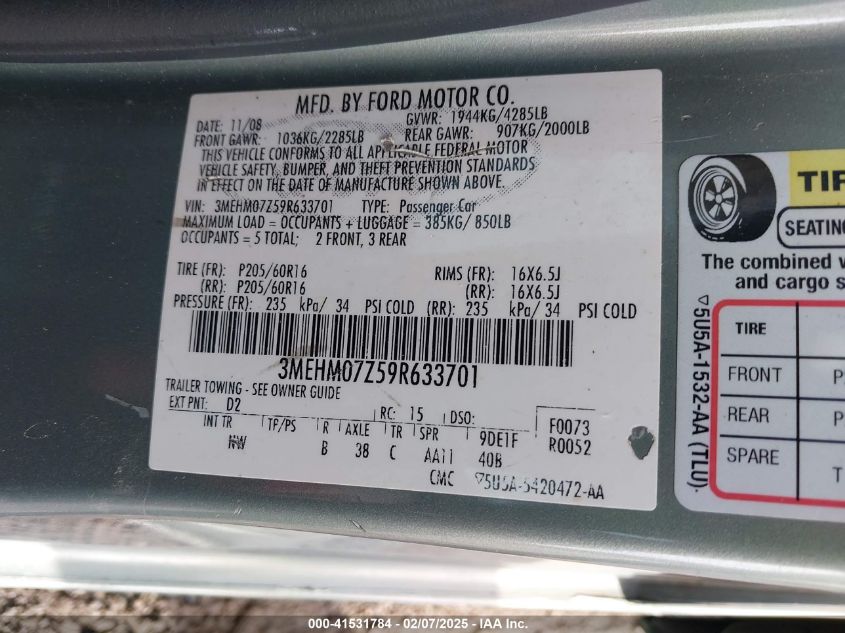 MFD. BY FORD MOTOR CO.
DATE: 11/08 GVWR: 1944KG/4285LB
FRONT GAWR: 1036KG/2285LB REAR GAWR: 907KG/2000LB
THIS VEHICLE CONFORMS TO ALL APPLICABLE FEDERAL MOTOR
VEHICLE SAFETY, BUMPER, AND THEFT PREVENTION STANDARDS
IN EFFECT ON THE DATE OF MANUFACTURE SHOWN ABOVE.
VIN: 3MEHM07Z59R633701 TYPE: Passenger Car
MAXIMUM LOAD = OCCUPANTS + LUGGAGE = 385KG/ 850LB
OCCUPANTS = 5 TOTAL; 2 FRONT, 3 REAR
TIRE (FR): P205/60R16 RIMS (FR): 16X6.5J
(RR): P205/60R16 (RR): 16X6.5J
PRESSURE (FR): 235 kPa/ 34 PSI COLD (RR): 235 kPa/ 34 PSI COLD
3MEHM07Z59R633701
TRAILER TOWING - SEE OWNER GUIDE
EXT PNT: D2 RC: 15 DSO: F0073
INT TR TP/PS R AXLE TR SPR 9DE1F R0052
NW B 38 C AA11 40B
CMC ▽5U5A-5420472-AA
TIR
SEATING
The combined
and cargo s
TIRE
FRONT P
REAR P
SPARE T
▽5U5A-1532-AA (TLU)
000-41531784 - 02/07/2025 - IAA Inc.